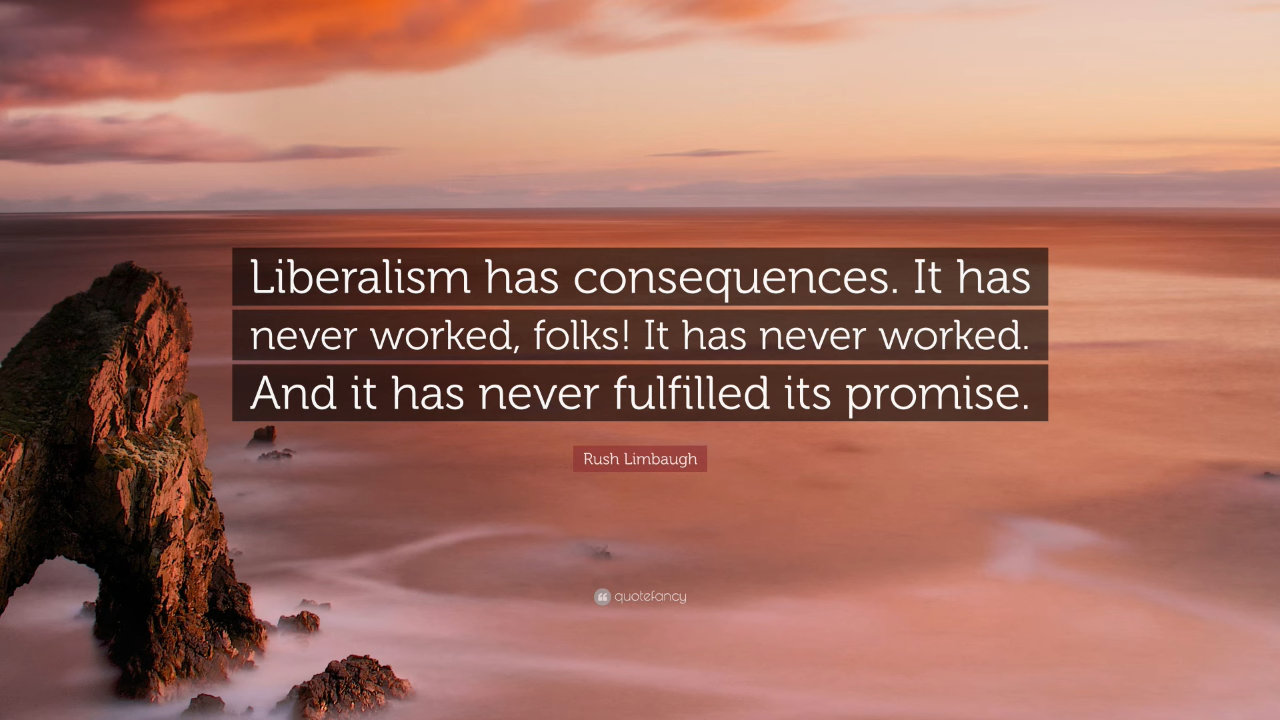 Liberalism has consequences. It has
never worked, folks! It has never worked.
And it has never fulfilled its promise.
Rush Limbaugh
quotefancy